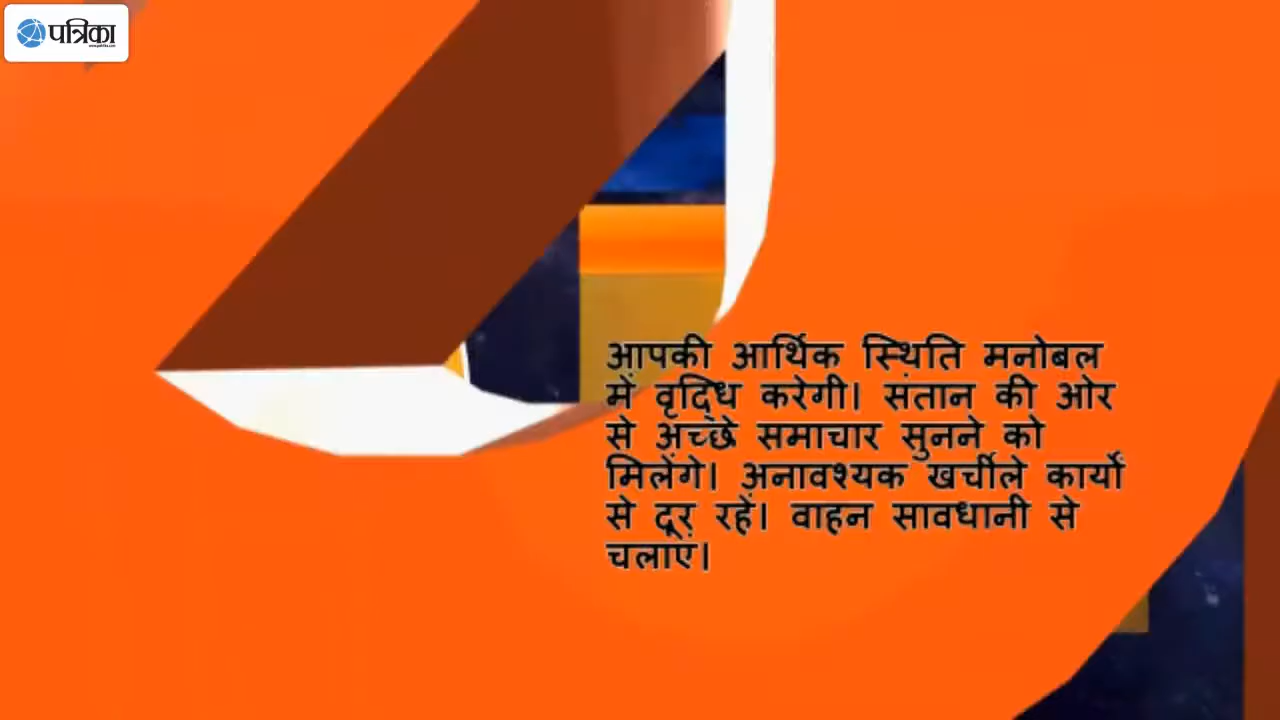 पत्रिका
आपकी आर्थिक स्थिति मनोबल
में वृद्धि करेगी। संतान की ओर
से अच्छे समाचार सुनने को
मिलेंगे। अनावश्यक खर्चीले कार्यों
से दूर रहें। वाहन सावधानी से
चलाएं।